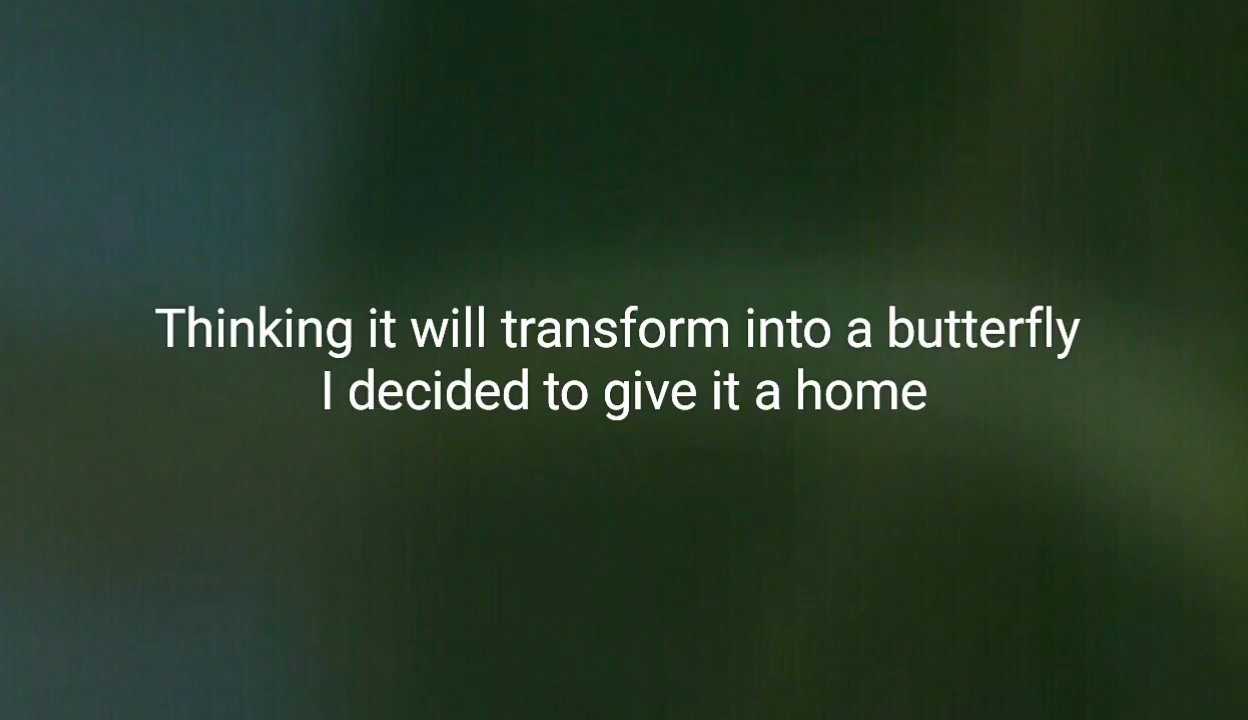 Thinking it will transform into a butterfly
I decided to give it a home